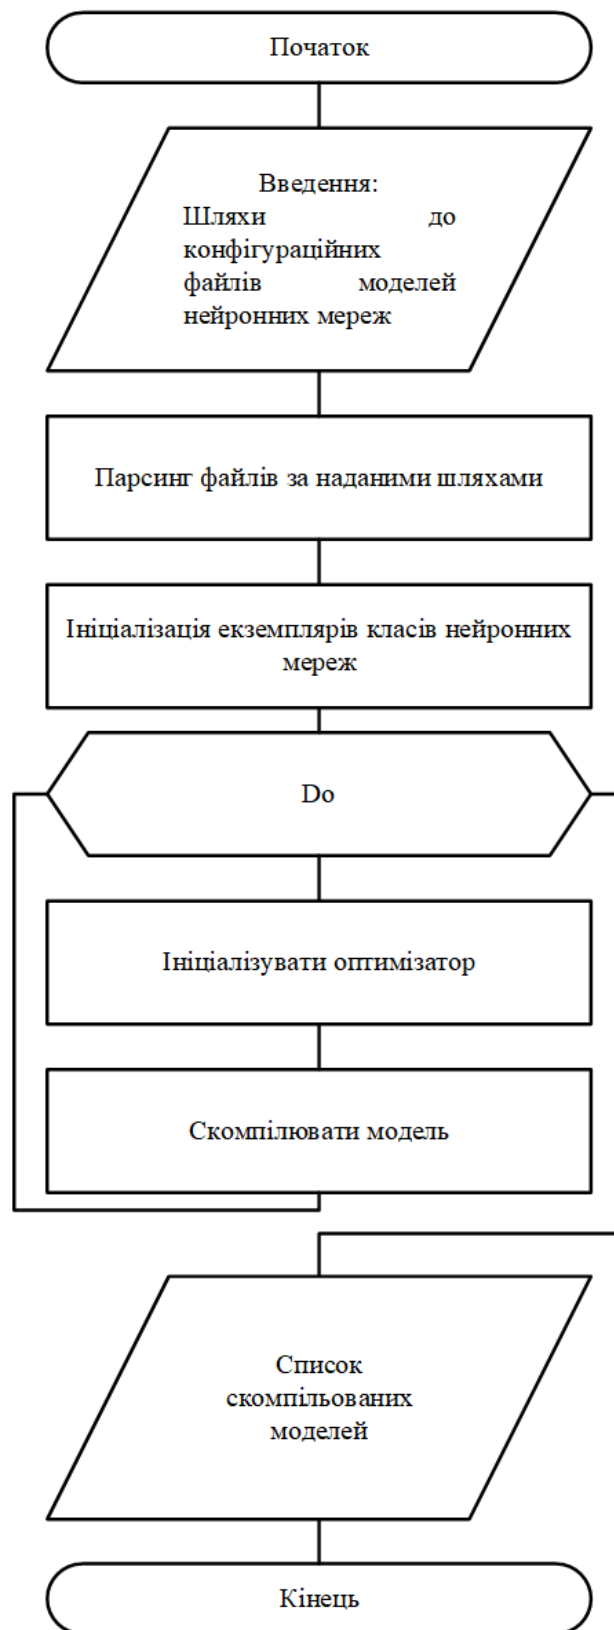 Початок
Введення:
Шляхи до
конфігураційних
файлів моделей
нейронних мереж
Парсинг файлів за наданими шляхами
Ініціалізація екземплярів класів нейронних
мереж
Do
Ініціалізувати оптимізатор
Скомпілювати модель
Список
скомпільованих
моделей
Кінець